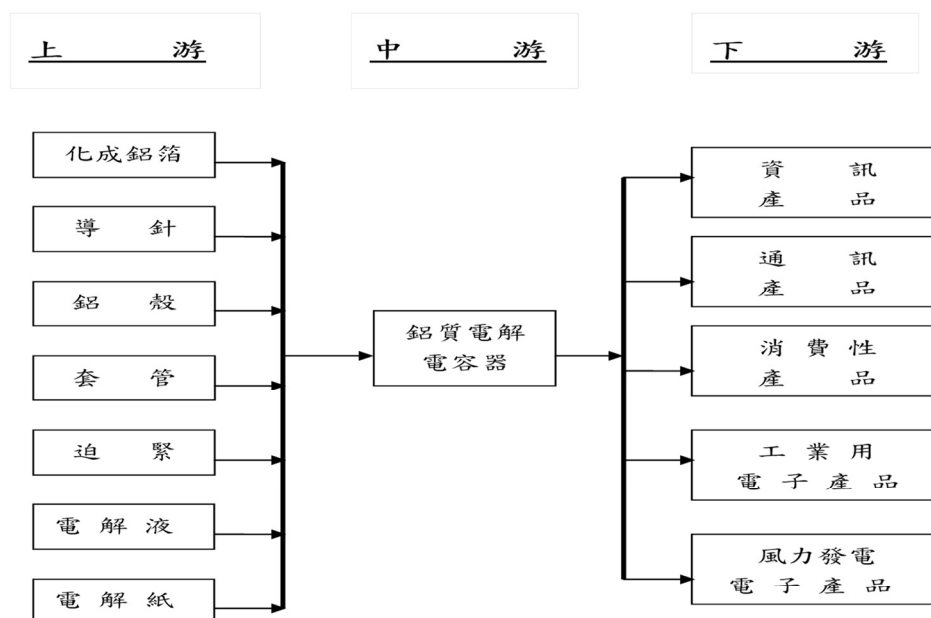 上游
中游
下游
化成鋁箔
導針
鋁殼
套管
迫緊
電解液
電解紙
鋁質電解
電容器
資訊
產品
通訊
產品
消費性
產品
工業用
電子產品
風力發電
電子產品